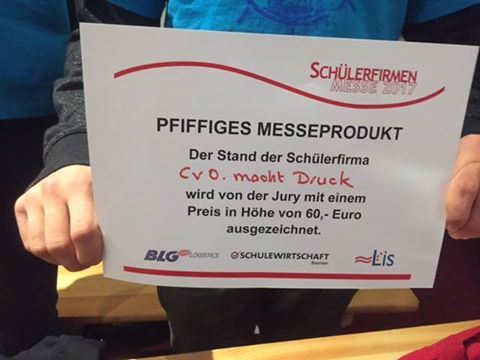 SCHÜLERFIRMEN
MESSE 2017
PFIFFIGES MESSEPRODUKT
Der Stand der Schülerfirma
CvO. macht Druck
wird von der Jury mit einem
Preis in Höhe von 60,- Euro
ausgezeichnet.
BLG LOGISTICS SCHULEWIRTSCHAFT Lis
Bremen